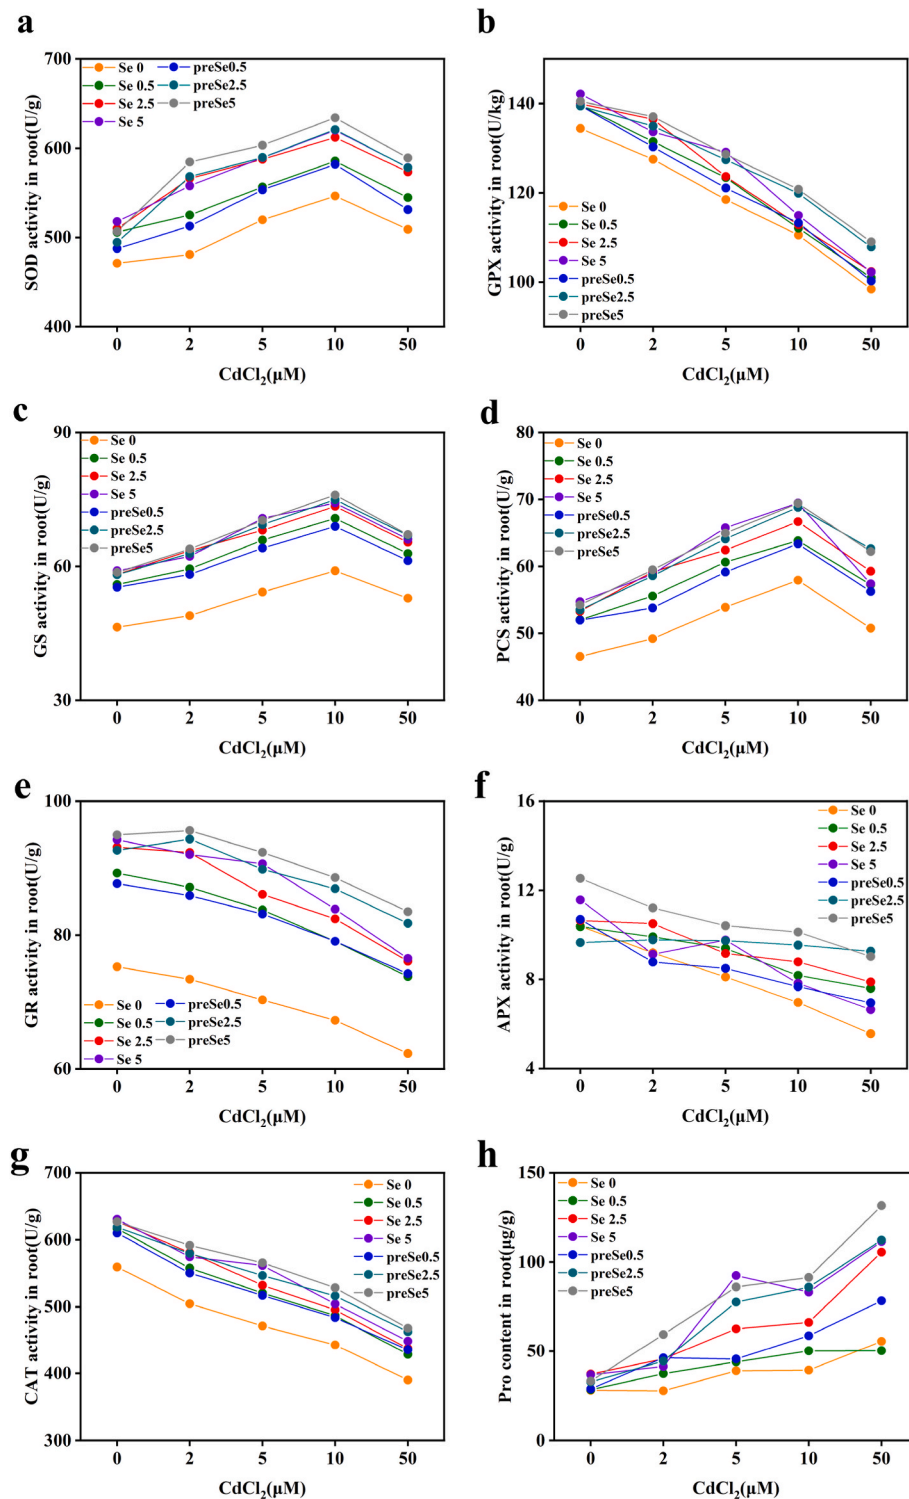 a
SOD activity in root(U/g)
700
600
500
400
Se 0
Se 0.5
Se 2.5
Se 5
preSe0.5
preSe2.5
preSe5
0 2 5 10 50
CdCl₂(μM)
b
GPX activity in root(U/kg)
140
120
100
Se 0
Se 0.5
Se 2.5
Se 5
preSe0.5
preSe2.5
preSe5
0 2 5 10 50
CdCl₂(μM)
c
GS activity in root(U/g)
90
60
30
Se 0
Se 0.5
Se 2.5
Se 5
preSe0.5
preSe2.5
preSe5
0 2 5 10 50
CdCl₂(μM)
d
PCS activity in root(U/g)
80
70
60
50
40
Se 0
Se 0.5
Se 2.5
Se 5
preSe0.5
preSe2.5
preSe5
0 2 5 10 50
CdCl₂(μM)
e
GR activity in root(U/g)
100
80
60
Se 0
Se 0.5
Se 2.5
Se 5
preSe0.5
preSe2.5
preSe5
0 2 5 10 50
CdCl₂(μM)
f
APX activity in root(U/g)
16
12
8
4
Se 0
Se 0.5
Se 2.5
Se 5
preSe0.5
preSe2.5
preSe5
0 2 5 10 50
CdCl₂(μM)
g
CAT activity in root(U/g)
700
600
500
400
300
Se 0
Se 0.5
Se 2.5
Se 5
preSe0.5
preSe2.5
preSe5
0 2 5 10 50
CdCl₂(μM)
h
Pro content in root(μg/g)
150
100
50
0
Se 0
Se 0.5
Se 2.5
Se 5
preSe0.5
preSe2.5
preSe5
0 2 5 10 50
CdCl₂(μM)